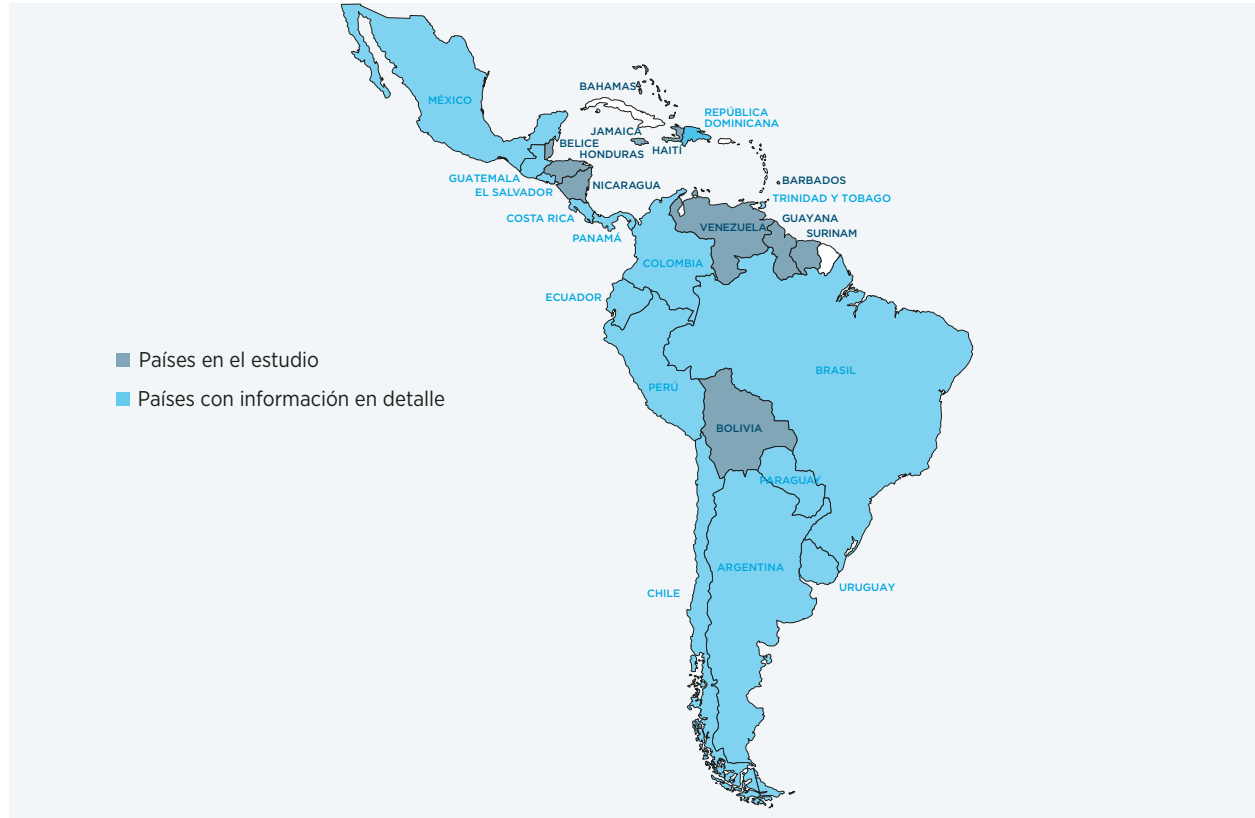 BAHAMAS
MÉXICO
REPÚBLICA
DOMINICANA
JAMAICA
BELICE
HONDURAS
HAITÍ
GUATEMALA
EL SALVADOR
NICARAGUA
BARBADOS
TRINIDAD Y TOBAGO
COSTA RICA
GUAYANA
VENEZUELA
SURINAM
PANAMÁ
COLOMBIA
ECUADOR
Países en el estudio
BRASIL
PERÚ
Países con información en detalle
BOLIVIA
PARAGUAY
ARGENTINA
URUGUAY
CHILE